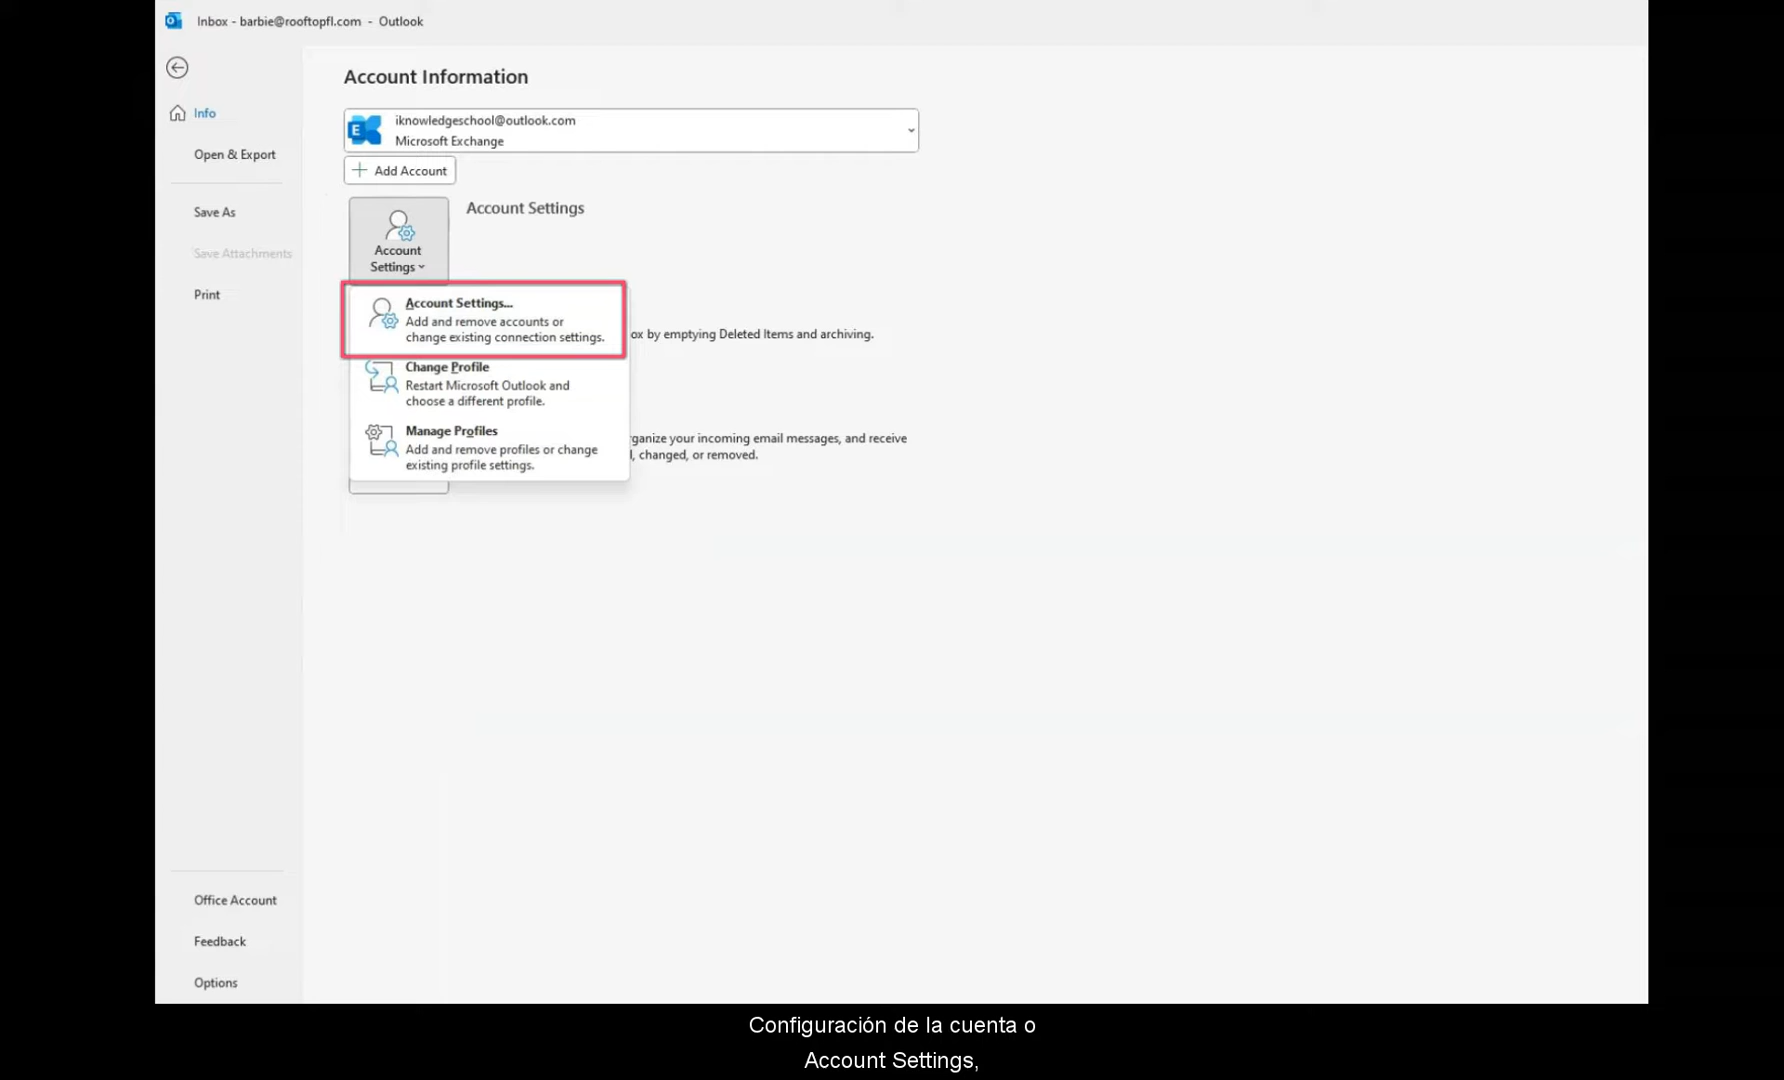 Inbox - barbie@rooftopfl.com - Outlook
Account Information
Info
iknowledgeschool@outlook.com
Microsoft Exchange
Open & Export
Add Account
Save As
Account Settings
Save Attachments
Account
Settings
Print
Account Settings...
Add and remove accounts or
change existing connection settings.
ox by emptying Deleted Items and archiving.
Change Profile
Restart Microsoft Outlook and
choose a different profile.
Manage Profiles
Add and remove profiles or change
existing profile settings.
rganize your incoming email messages, and receive
, changed, or removed.
Office Account
Feedback
Options
Configuración de la cuenta o
Account Settings,